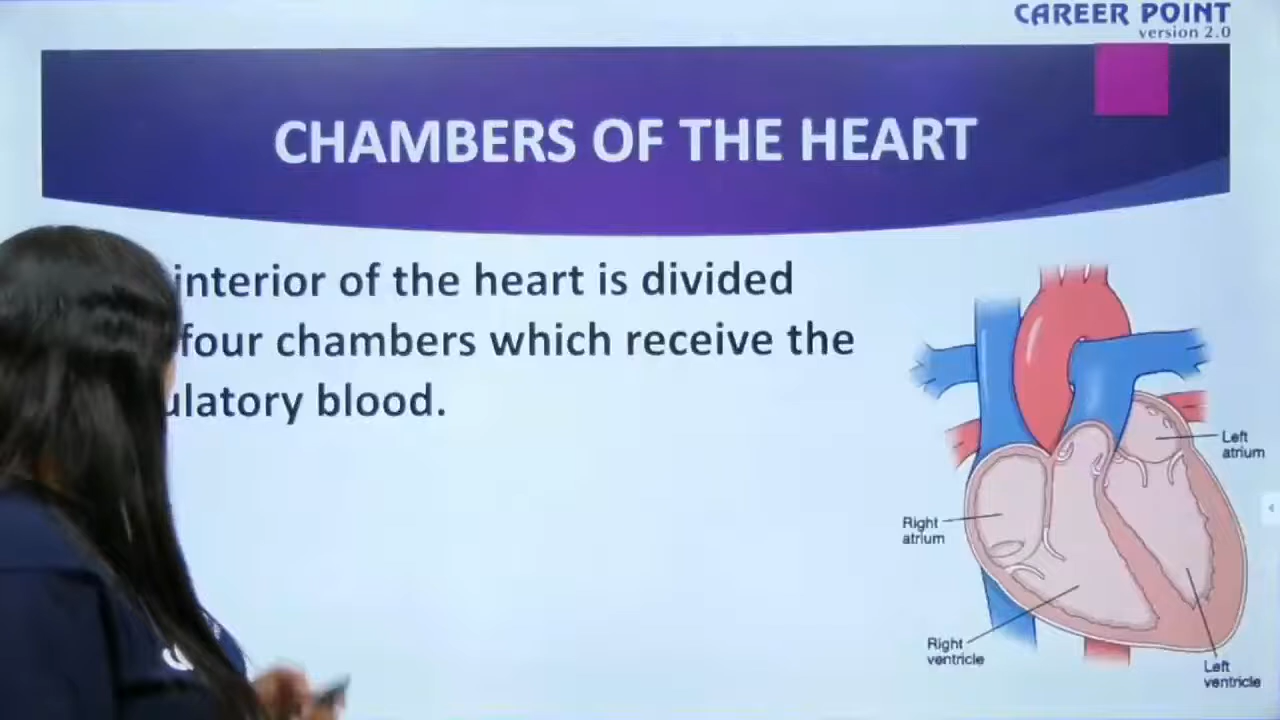 CAREER POINT
version 2.0
CHAMBERS OF THE HEART
interior of the heart is divided
four chambers which receive the
ulatory blood.
Left
atrium
Right
atrium
Right
ventricle
Left
ventricle